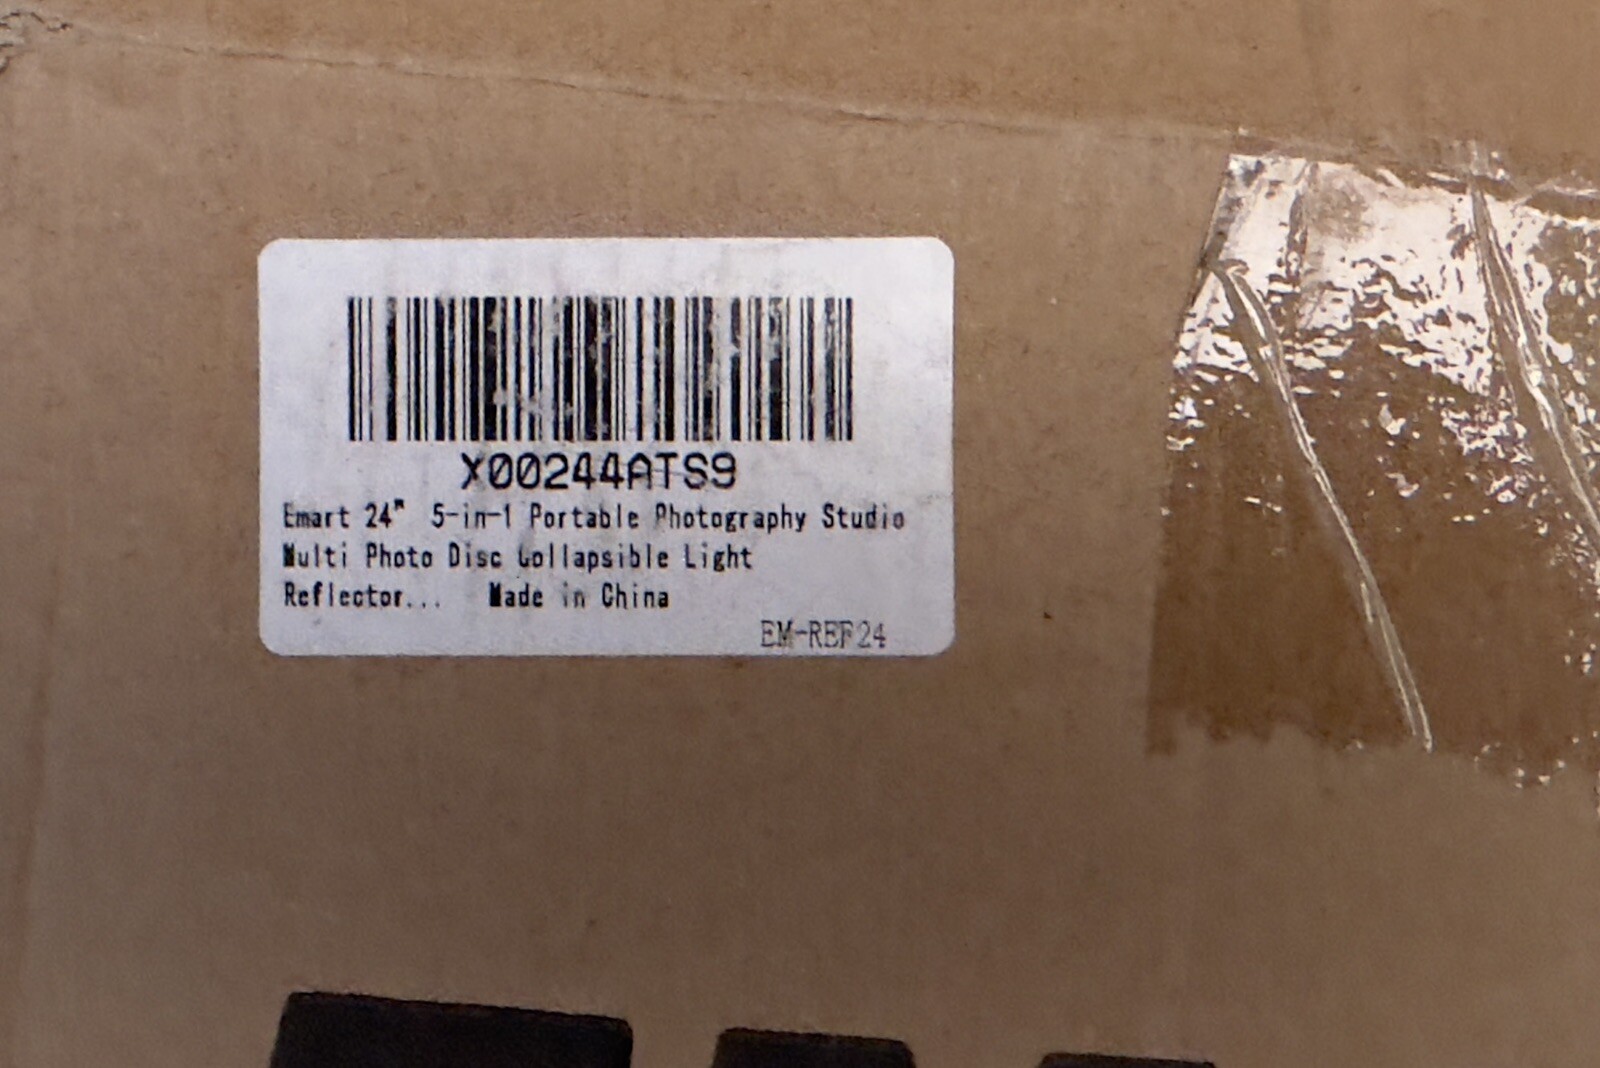 X00244ATS9
Emart 24" 5-in-1 Portable Photography Studio
Multi Photo Disc Collapsible Light
Reflector... Made in China
EM-REF24